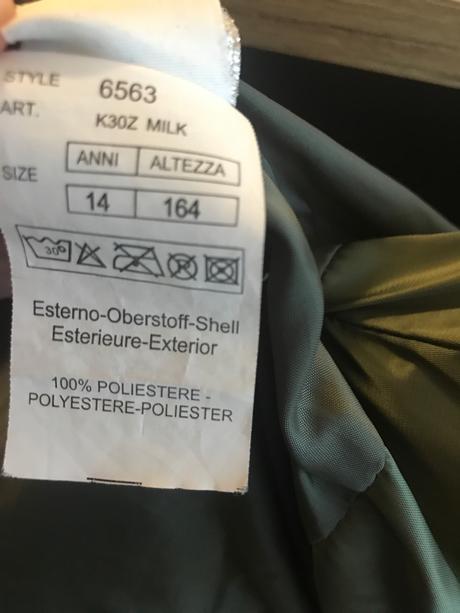 STYLE 6563
ART. K30Z MILK
ANNI ALTEZZA
SIZE 14 164
30°
Esterno-Oberstoff-Shell
Esterieure-Exterior
100% POLIESTERE -
POLYESTERE-POLIESTER